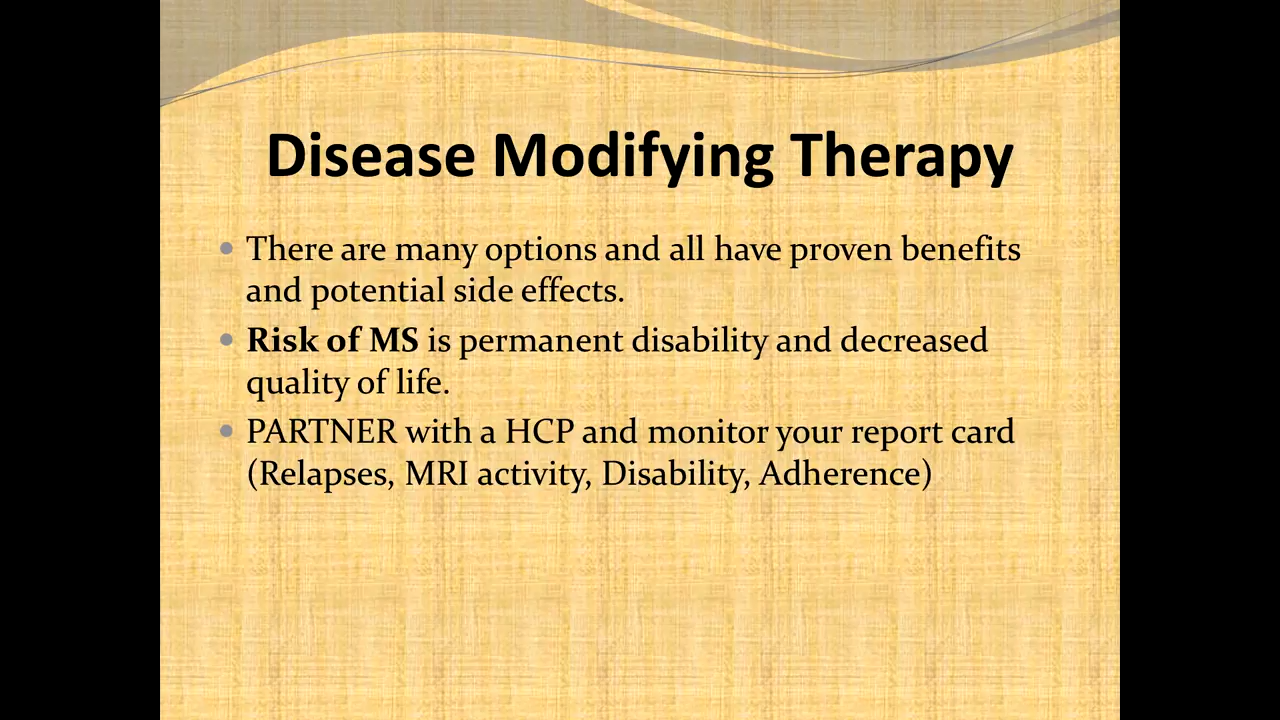 Disease Modifying Therapy
• There are many options and all have proven benefits
and potential side effects.
• Risk of MS is permanent disability and decreased
quality of life.
• PARTNER with a HCP and monitor your report card
(Relapses, MRI activity, Disability, Adherence)